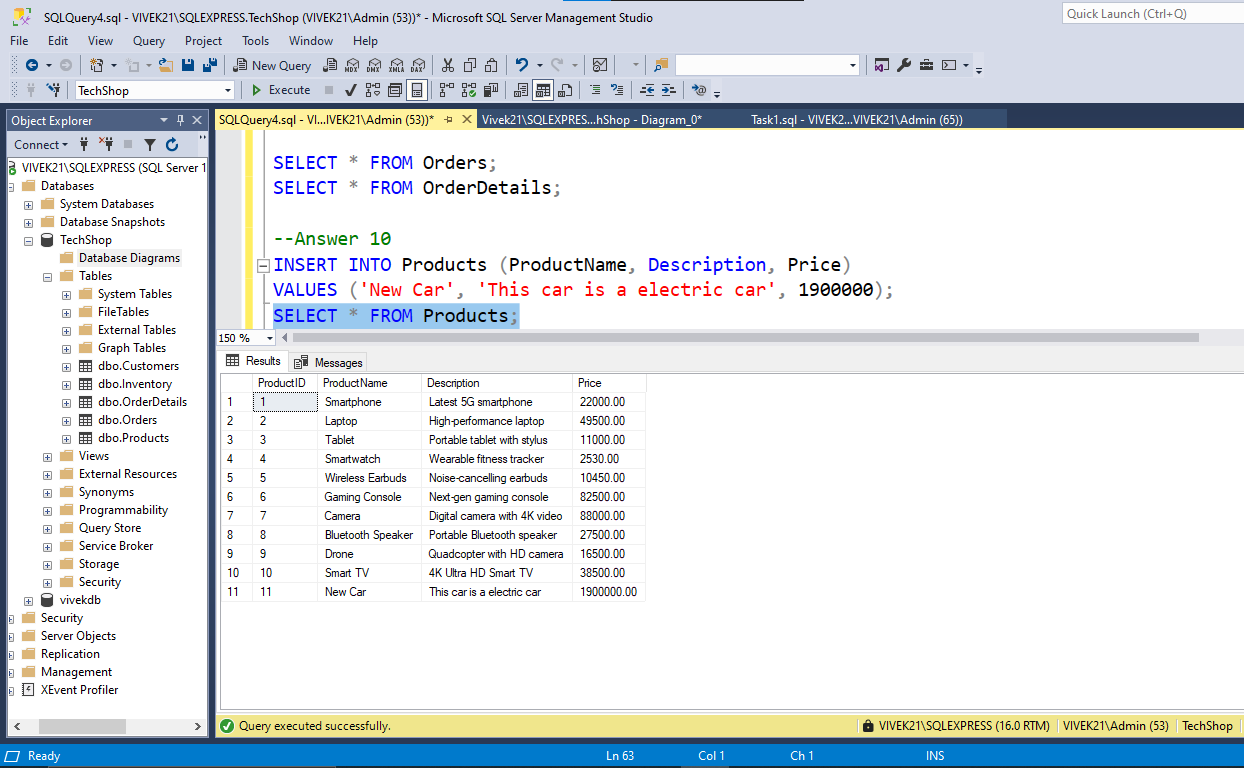 SQLQuery4.sql - VIVEK21\SQLEXPRESS.TechShop (VIVEK21\Admin (53))* - Microsoft SQL Server Management Studio
Quick Launch (Ctrl+Q)
File Edit View Query Project Tools Window Help
New Query MDX DMX XMLA DAX
TechShop Execute
Object Explorer
SQLQuery4.sql - VI...IVEK21\Admin (53))* Vivek21\SQLEXPRES...hShop - Diagram_0* Task1.sql - VIVEK2...VIVEK21\Admin (65))
Connect
VIVEK21\SQLEXPRESS (SQL Server 1
Databases
System Databases
Database Snapshots
TechShop
Database Diagrams
Tables
System Tables
FileTables
External Tables
Graph Tables
dbo.Customers
dbo.Inventory
dbo.OrderDetails
dbo.Orders
dbo.Products
Views
External Resources
Synonyms
Programmability
Query Store
Service Broker
Storage
Security
vivekdb
Security
Server Objects
Replication
Management
XEvent Profiler
SELECT * FROM Orders;
SELECT * FROM OrderDetails;
--Answer 10
INSERT INTO Products (ProductName, Description, Price)
VALUES ('New Car', 'This car is a electric car', 1900000);
SELECT * FROM Products;
150 %
Results Messages
ProductID ProductName Description Price
1 1 Smartphone Latest 5G smartphone 22000.00
2 2 Laptop High-performance laptop 49500.00
3 3 Tablet Portable tablet with stylus 11000.00
4 4 Smartwatch Wearable fitness tracker 2530.00
5 5 Wireless Earbuds Noise-cancelling earbuds 10450.00
6 6 Gaming Console Next-gen gaming console 82500.00
7 7 Camera Digital camera with 4K video 88000.00
8 8 Bluetooth Speaker Portable Bluetooth speaker 27500.00
9 9 Drone Quadcopter with HD camera 16500.00
10 10 Smart TV 4K Ultra HD Smart TV 38500.00
11 11 New Car This car is a electric car 1900000.00
Query executed successfully. VIVEK21\SQLEXPRESS (16.0 RTM) VIVEK21\Admin (53) TechShop
Ready Ln 63 Col 1 Ch 1 INS